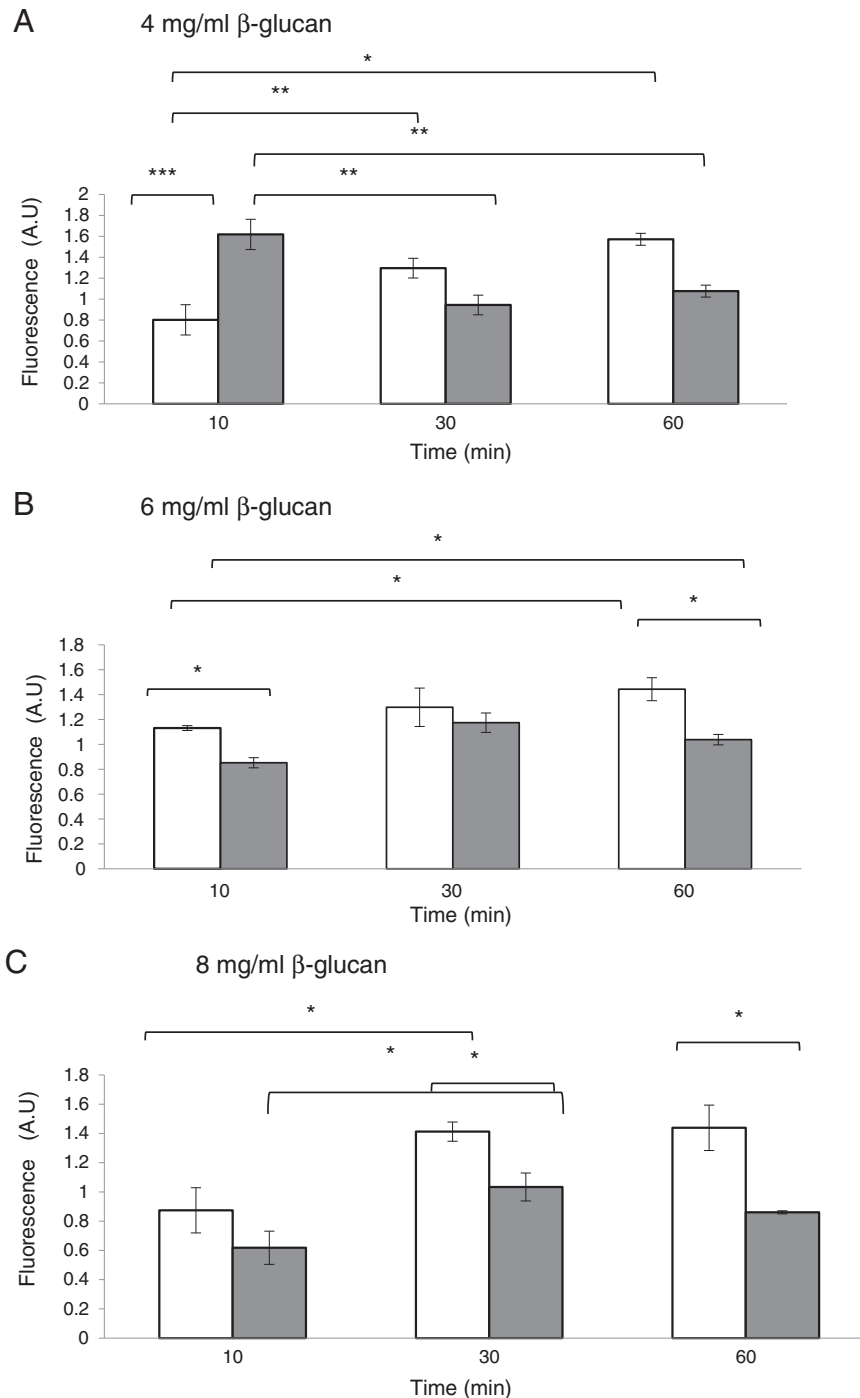 A
4 mg/ml β-glucan
*
**
**
***
**
2
1.8
1.6
1.4
1.2
1
0.8
0.6
0.4
0.2
0
Fluorescence (A.U)
10 30 60
Time (min)
B
6 mg/ml β-glucan
*
*
*
*
1.8
1.6
1.4
1.2
1
0.8
0.6
0.4
0.2
0
Fluorescence (A.U)
10 30 60
Time (min)
C
8 mg/ml β-glucan
*
*
*
*
1.8
1.6
1.4
1.2
1
0.8
0.6
0.4
0.2
0
Fluorescence (A.U)
10 30 60
Time (min)